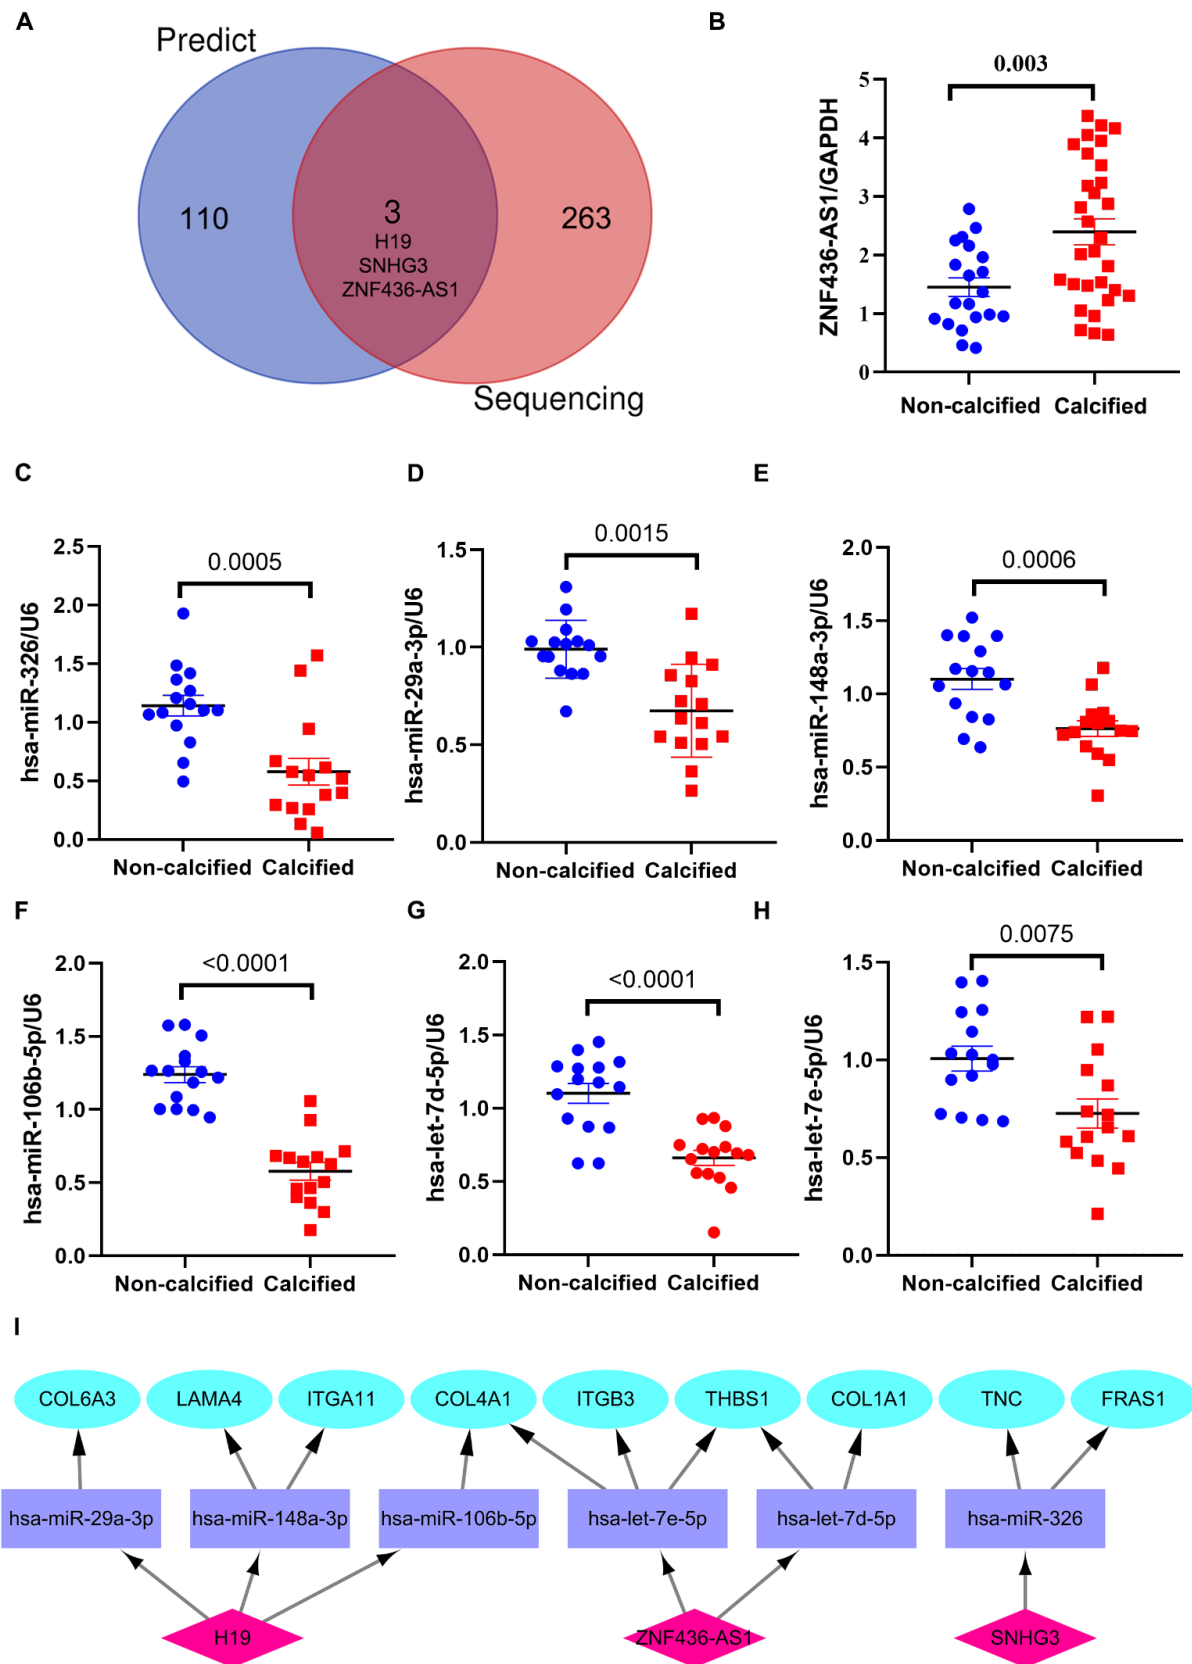 A
Predict
110
3
H19
SNHG3
ZNF436-AS1
263
Sequencing
B
0.003
ZNF436-AS1/GAPDH
5
4
3
2
1
0
Non-calcified Calcified
C
0.0005
hsa-miR-326/U6
2.5
2.0
1.5
1.0
0.5
0.0
Non-calcified Calcified
D
0.0015
hsa-miR-29a-3p/U6
1.5
1.0
0.5
0.0
Non-calcified Calcified
E
0.0006
hsa-miR-148a-3p/U6
2.0
1.5
1.0
0.5
0.0
Non-calcified Calcified
F
<0.0001
hsa-miR-106b-5p/U6
2.0
1.5
1.0
0.5
0.0
Non-calcified Calcified
G
<0.0001
hsa-let-7d-5p/U6
2.0
1.5
1.0
0.5
0.0
Non-calcified Calcified
H
0.0075
hsa-let-7e-5p/U6
1.5
1.0
0.5
0.0
Non-calcified Calcified
I
COL6A3 LAMA4 ITGA11 COL4A1 ITGB3 THBS1 COL1A1 TNC FRAS1
hsa-miR-29a-3p hsa-miR-148a-3p hsa-miR-106b-5p hsa-let-7e-5p hsa-let-7d-5p hsa-miR-326
H19 ZNF436-AS1 SNHG3